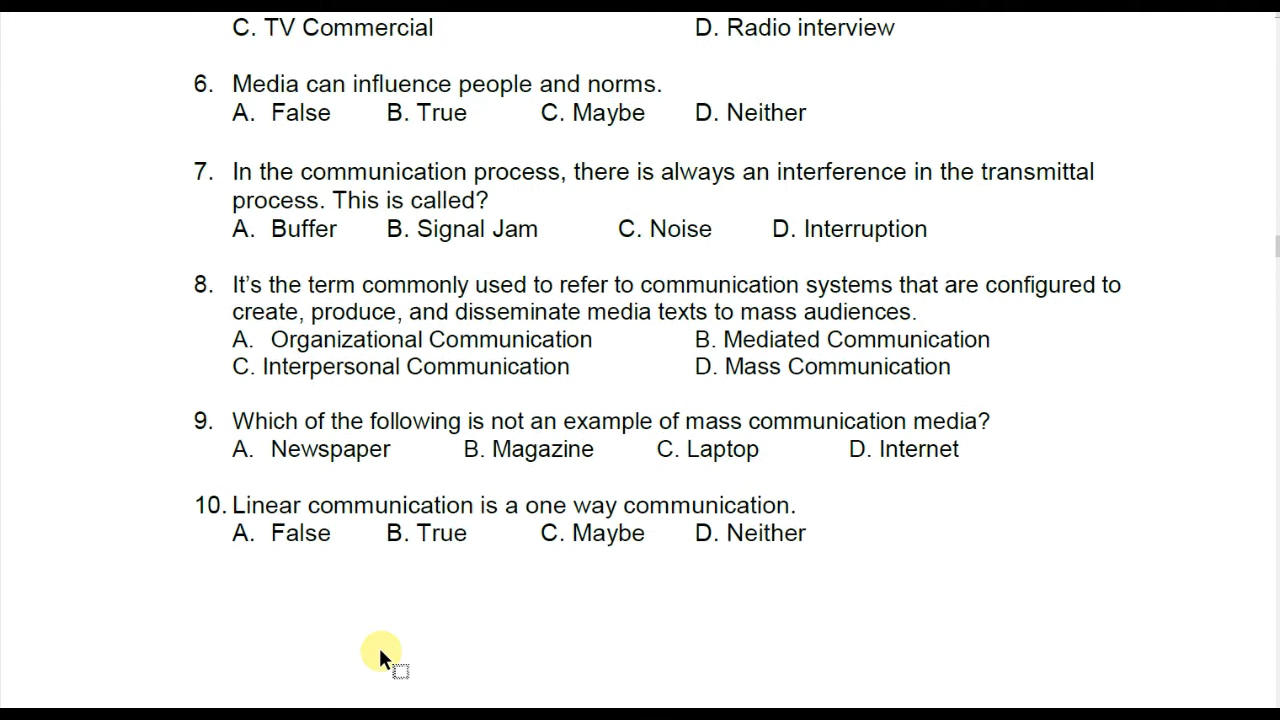 C. TV Commercial D. Radio interview
6. Media can influence people and norms.
A. False B. True C. Maybe D. Neither
7. In the communication process, there is always an interference in the transmittal
process. This is called?
A. Buffer B. Signal Jam C. Noise D. Interruption
8. It’s the term commonly used to refer to communication systems that are configured to
create, produce, and disseminate media texts to mass audiences.
A. Organizational Communication B. Mediated Communication
C. Interpersonal Communication D. Mass Communication
9. Which of the following is not an example of mass communication media?
A. Newspaper B. Magazine C. Laptop D. Internet
10. Linear communication is a one way communication.
A. False B. True C. Maybe D. Neither